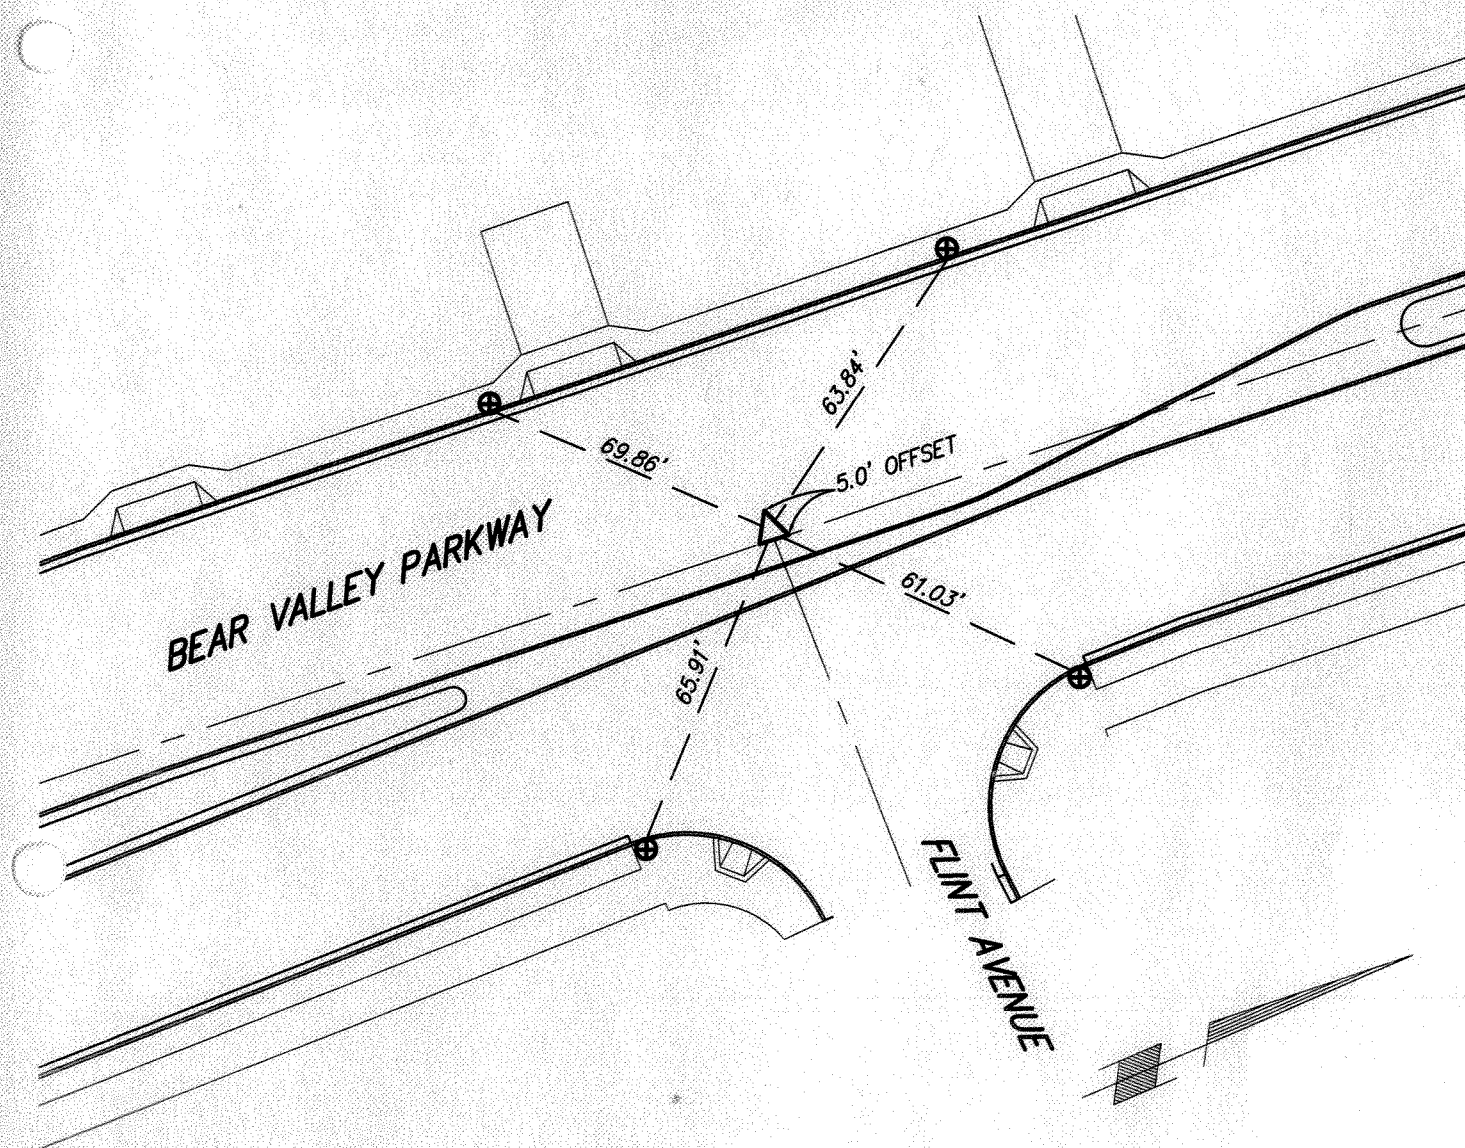 63.84'
5.0' OFFSET
69.86'
BEAR VALLEY PARKWAY
61.03'
65.91'
FLINT AVENUE